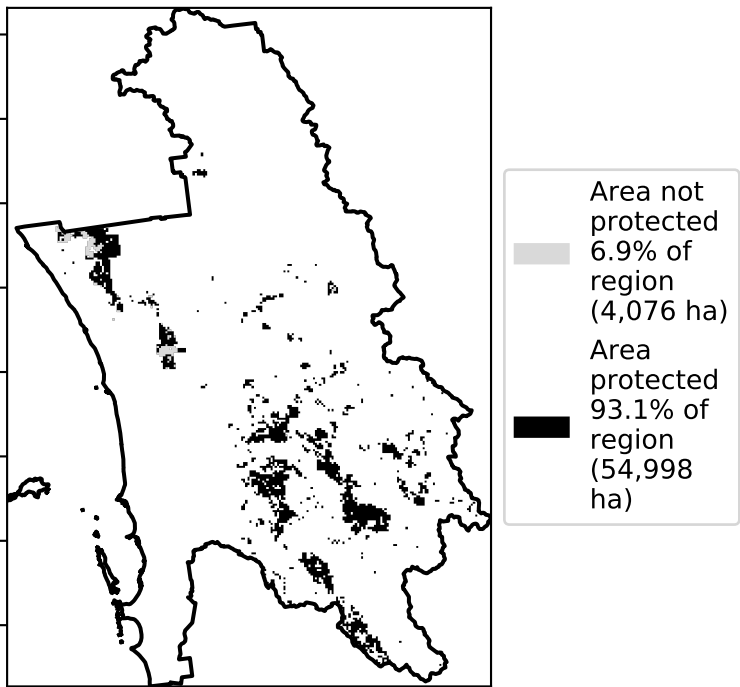 Area not
protected
6.9% of
region
(4,076 ha)
Area
protected
93.1% of
region
(54,998
ha)